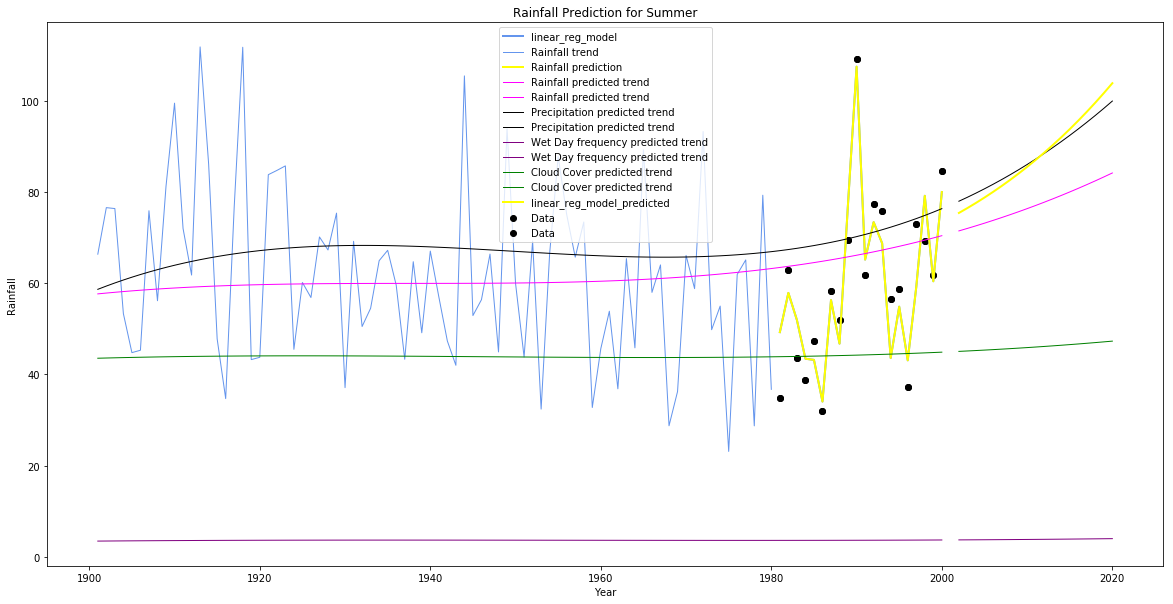 Rainfall Prediction for Summer
linear_reg_model
Rainfall trend
Rainfall prediction
Rainfall predicted trend
Rainfall predicted trend
Precipitation predicted trend
Precipitation predicted trend
Wet Day frequency predicted trend
Wet Day frequency predicted trend
Cloud Cover predicted trend
Cloud Cover predicted trend
linear_reg_model_predicted
Data
Data
100
80
60
40
20
0
Rainfall
1900 1920 1940 1960 1980 2000 2020
Year